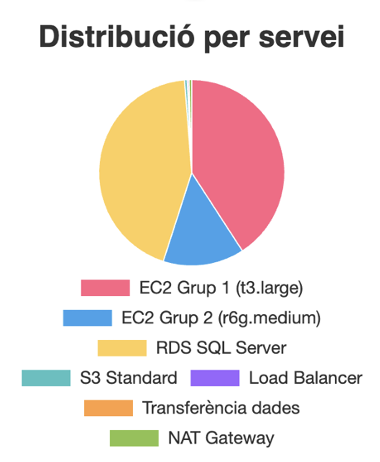 Distribució per servei
EC2 Grup 1 (t3.large)
EC2 Grup 2 (r6g.medium)
RDS SQL Server
S3 Standard Load Balancer
Transferència dades
NAT Gateway